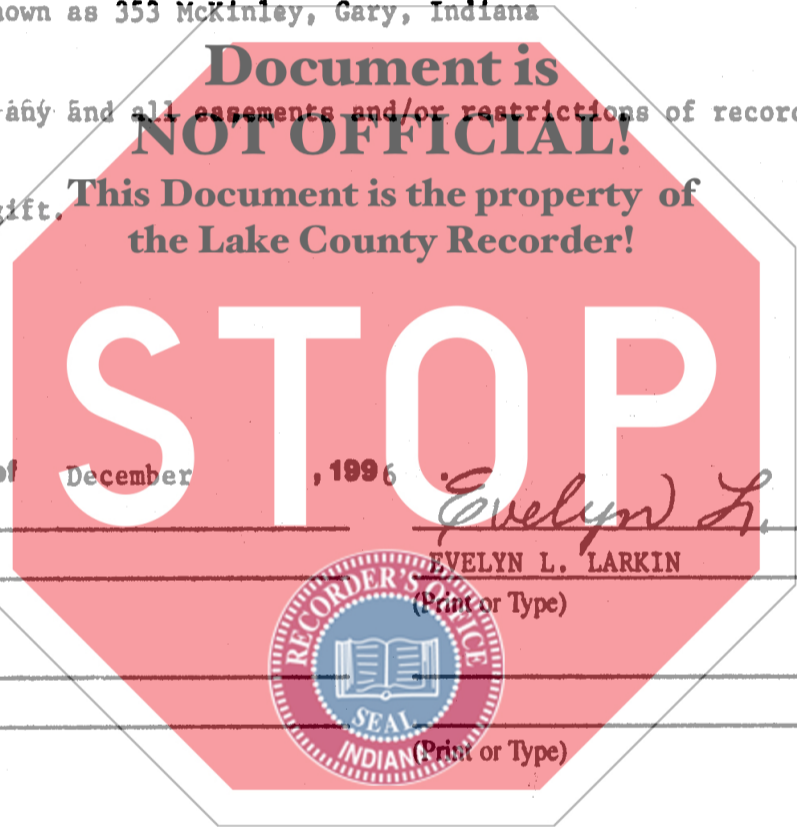 nown as 353 McKinley, Gary, Indiana
Document is
any and all easements and/or restrictions of record
NOT OFFICIAL!
This Document is the property of
gift.
the Lake County Recorder!
STOP
of December , 1996 .
Evelyn L.
EVELYN L. LARKIN
(Print or Type)
RECORDER'S OFFICE
SEAL
INDIANA
(Print or Type)